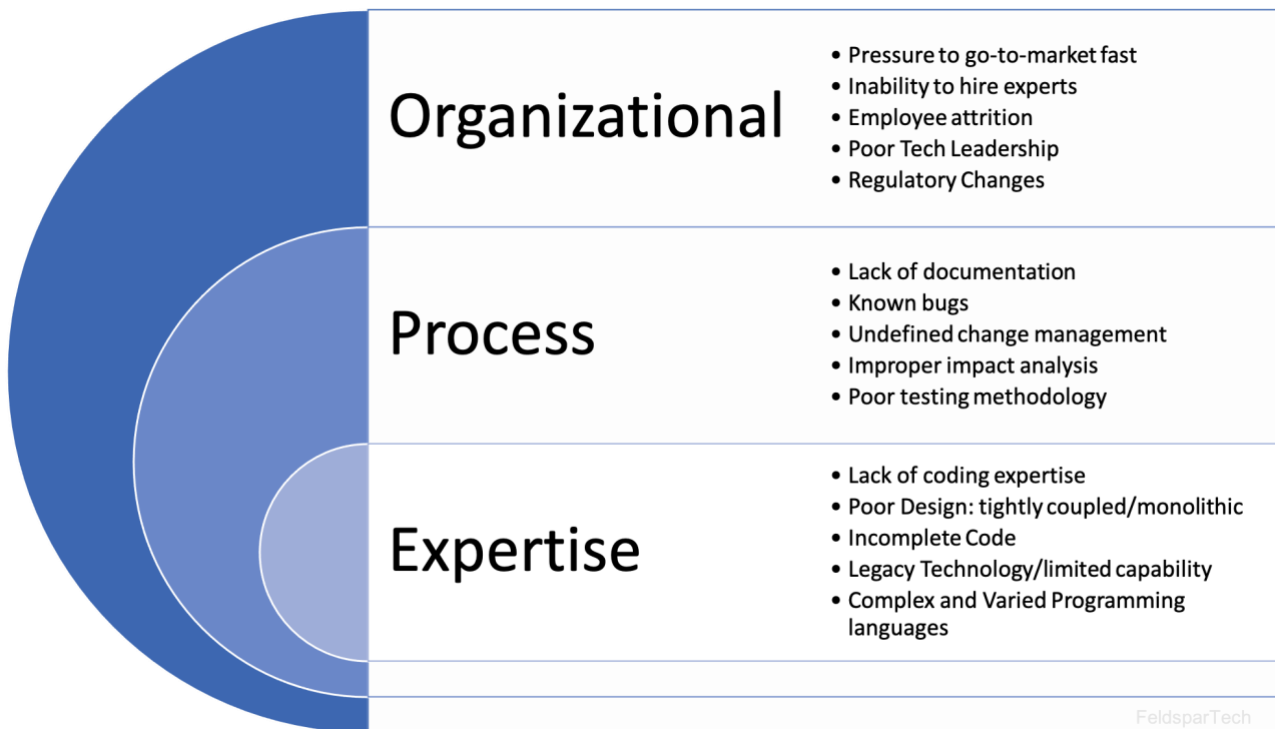 Organizational
• Pressure to go-to-market fast
• Inability to hire experts
• Employee attrition
• Poor Tech Leadership
• Regulatory Changes
Process
• Lack of documentation
• Known bugs
• Undefined change management
• Improper impact analysis
• Poor testing methodology
Expertise
• Lack of coding expertise
• Poor Design: tightly coupled/monolithic
• Incomplete Code
• Legacy Technology/limited capability
• Complex and Varied Programming
languages
FeldsparTech